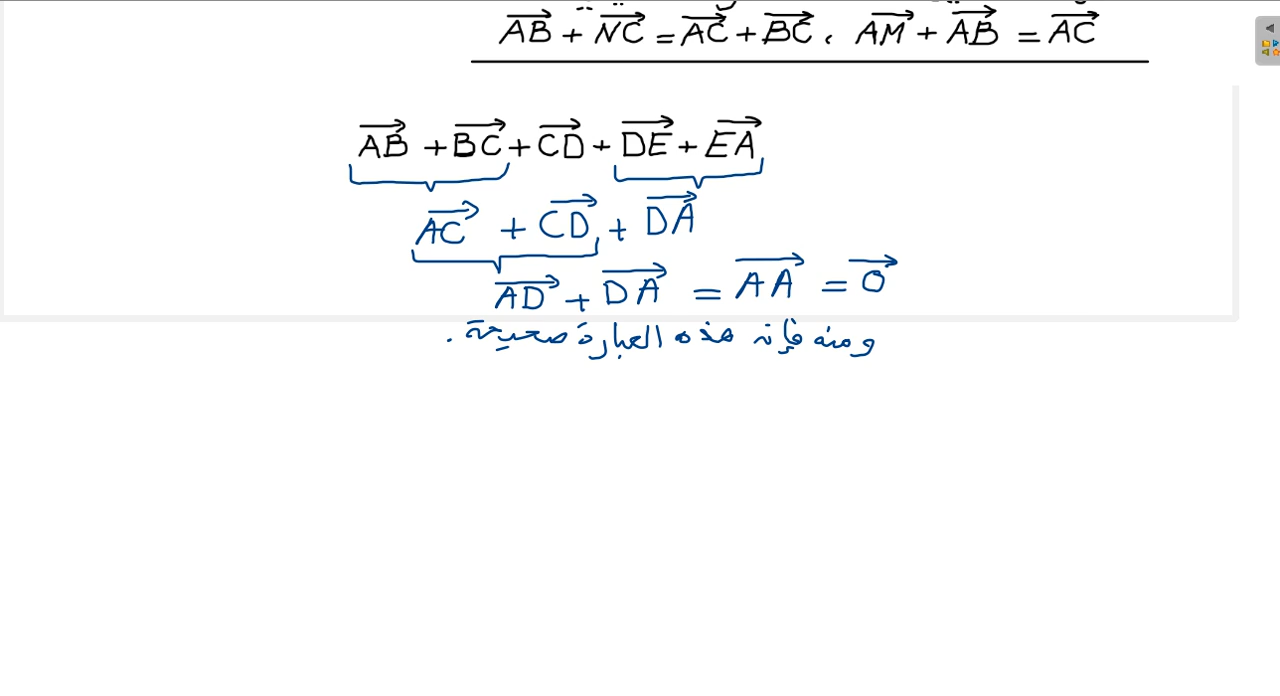 AB→ + NC→ = AC→ + BC→ ، AM→ + AB→ = AC→
AB→ + BC→ + CD→ + DE→ + EA→
AC→ + CD→ + DA→
AD→ + DA→ = AA→ = 0→
ومنه فإنه هذه العبارة صحيحة .